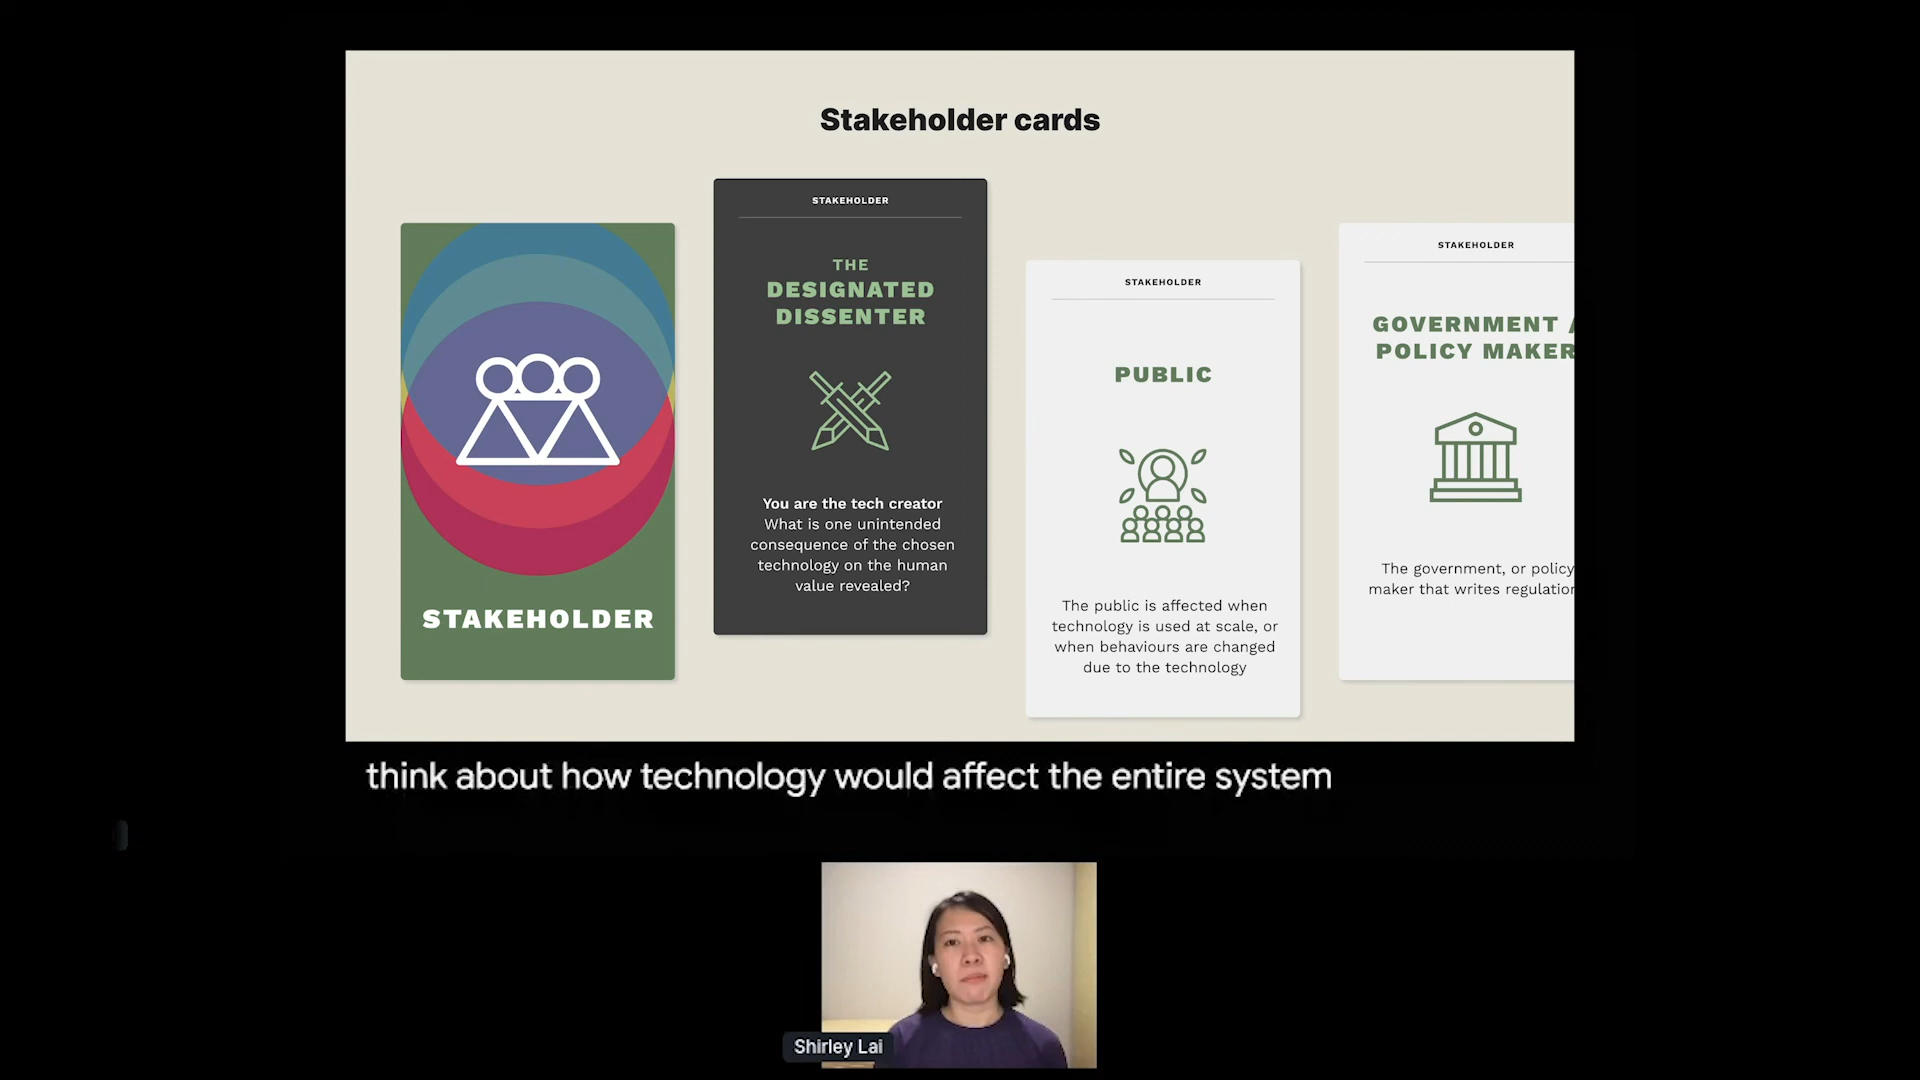 Stakeholder cards
STAKEHOLDER
STAKEHOLDER
THE
DESIGNATED
DISSENTER
You are the tech creator
What is one unintended
consequence of the chosen
technology on the human
value revealed?
STAKEHOLDER
PUBLIC
The public is affected when
technology is used at scale, or
when behaviours are changed
due to the technology
STAKEHOLDER
GOVERNMENT
POLICY MAKER
The government, or policy
maker that writes
think about how technology would affect the entire system
Shirley Lai